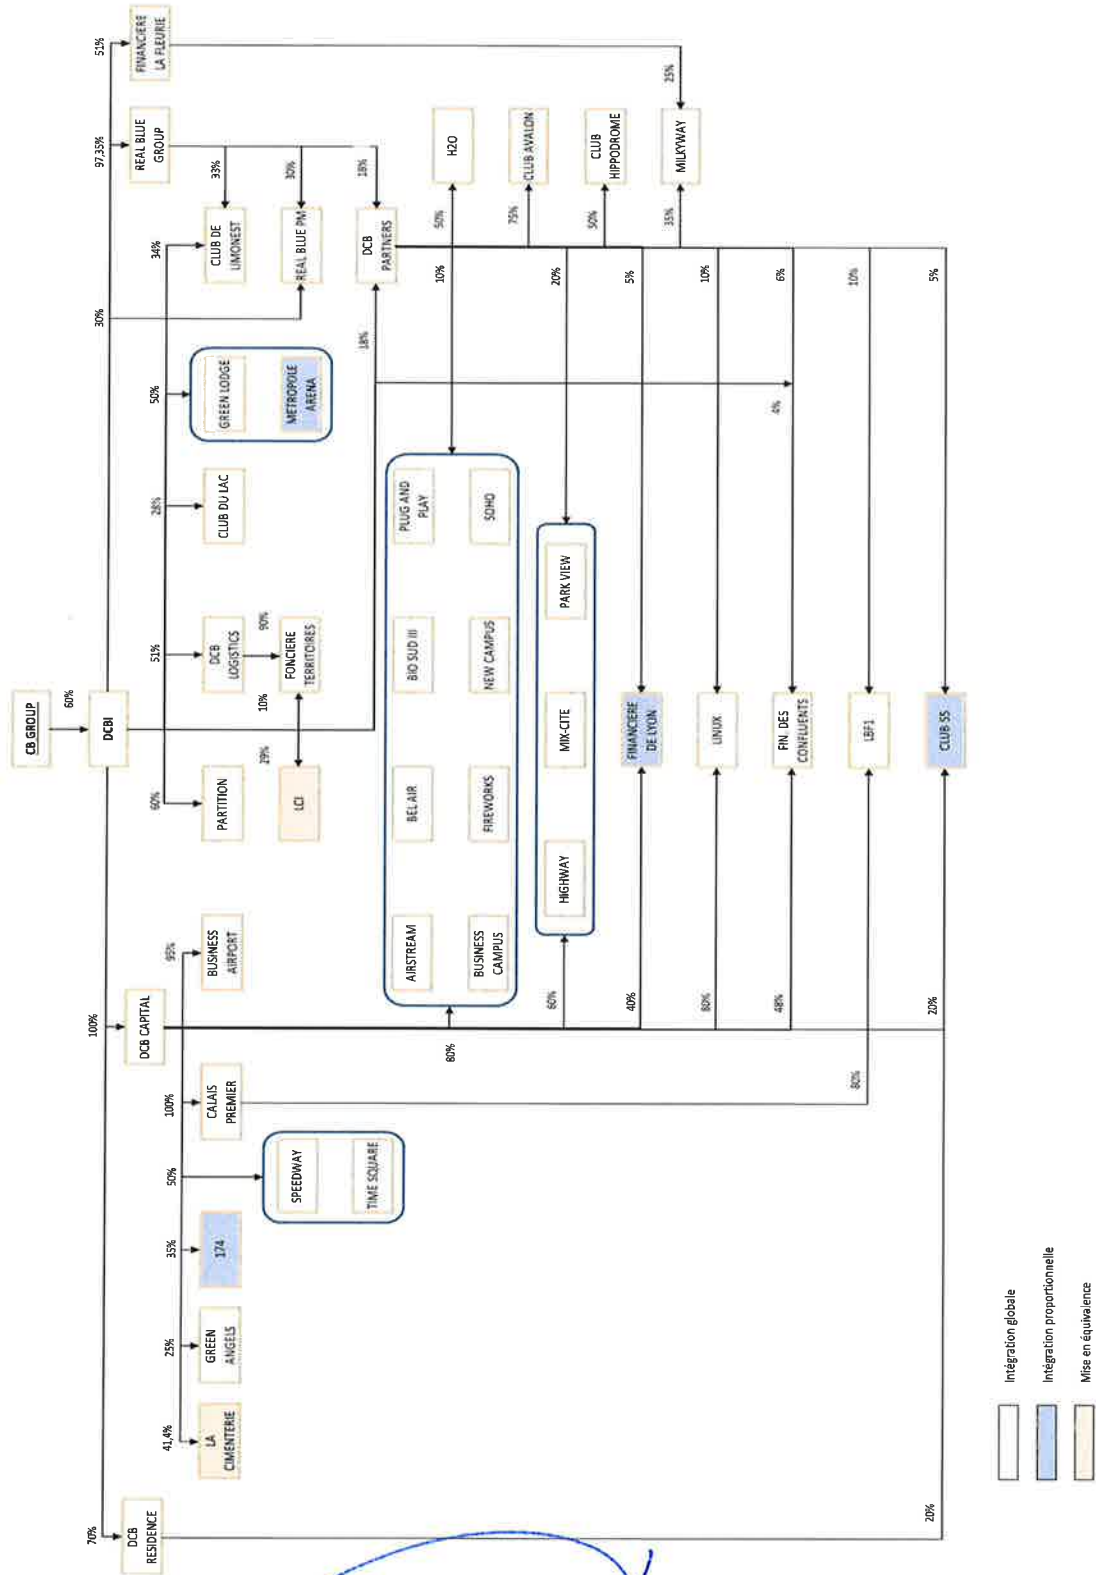 CB GROUP
60%
DCBI
70%
100%
30%
97,35%
51%
DCB
RESIDENCE
DCB CAPITAL
REAL BLUE
GROUP
FINANCIERE
LA FLEURIE
41,4%
25%
35%
50%
100%
95%
60%
51%
28%
50%
34%
33%
LA
CIMENTERIE
GREEN
ANGELS
174
CALAIS
PREMIER
BUSINESS
AIRPORT
PARTITION
DCB
LOGISTICS
CLUB DU LAC
GREEN LODGE
CLUB DE
LIMONEST
29%
10%
90%
30%
SPEEDWAY
LCI
FONCIERE
TERRITOIRES
METROPOLE
ARENA
REAL BLUE PM
TIME SQUARE
18%
18%
DCB
PARTNERS
AIRSTREAM
BEL AIR
BIO SUD III
PLUG AND
PLAY
80%
10%
50%
H2O
BUSINESS
CAMPUS
FIREWORKS
NEW CAMPUS
SOHO
75%
CLUB AVALON
60%
HIGHWAY
MIX-CITE
PARK VIEW
20%
50%
CLUB
HIPPODROME
40%
FINANCIERE
DE LYON
5%
35%
25%
MILKYWAY
80%
LINUX
10%
48%
FIN. DES
CONFLUENTS
4%
6%
80%
LBF1
10%
20%
20%
CLUB SS
5%
Intégration globale
Intégration proportionnelle
Mise en équivalence